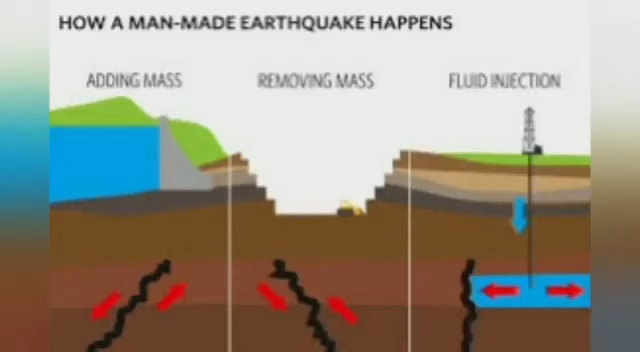 HOW A MAN-MADE EARTHQUAKE HAPPENS
ADDING MASS
REMOVING MASS
FLUID INJECTION